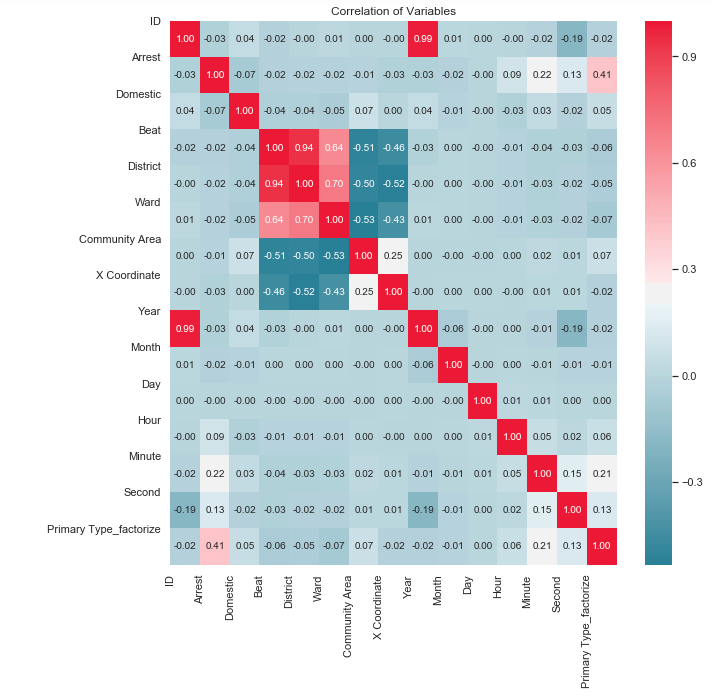 Correlation of Variables
ID 1.00 -0.03 0.04 -0.02 -0.00 0.01 0.00 -0.00 0.99 0.01 0.00 -0.00 -0.02 -0.19 -0.02
Arrest -0.03 1.00 -0.07 -0.02 -0.02 -0.02 -0.01 -0.03 -0.03 -0.02 -0.00 0.09 0.22 0.13 0.41
Domestic 0.04 -0.07 1.00 -0.04 -0.04 -0.05 0.07 0.00 0.04 -0.01 -0.00 -0.03 0.03 -0.02 0.05
Beat -0.02 -0.02 -0.04 1.00 0.94 0.64 -0.51 -0.46 -0.03 0.00 -0.00 -0.01 -0.04 -0.03 -0.06
District -0.00 -0.02 -0.04 0.94 1.00 0.70 -0.50 -0.52 -0.00 0.00 -0.00 -0.01 -0.03 -0.02 -0.05
Ward 0.01 -0.02 -0.05 0.64 0.70 1.00 -0.53 -0.43 0.01 0.00 -0.00 -0.01 -0.03 -0.02 -0.07
Community Area 0.00 -0.01 0.07 -0.51 -0.50 -0.53 1.00 0.25 0.00 -0.00 -0.00 -0.00 0.02 0.01 0.07
X Coordinate -0.00 -0.03 0.00 -0.46 -0.52 -0.43 0.25 1.00 -0.00 0.00 -0.00 -0.00 0.01 0.01 -0.02
Year 0.99 -0.03 0.04 -0.03 -0.00 0.01 0.00 -0.00 1.00 -0.06 -0.00 0.00 -0.01 -0.19 -0.02
Month 0.01 -0.02 -0.01 0.00 0.00 0.00 -0.00 0.00 -0.06 1.00 -0.00 0.00 -0.01 -0.01 -0.01
Day 0.00 -0.00 -0.00 -0.00 -0.00 -0.00 -0.00 -0.00 -0.00 -0.00 1.00 0.01 0.01 0.00 0.00
Hour -0.00 0.09 -0.03 -0.01 -0.01 -0.01 -0.00 -0.00 0.00 0.00 0.01 1.00 0.05 0.02 0.06
Minute -0.02 0.22 0.03 -0.04 -0.03 -0.03 0.02 0.01 -0.01 -0.01 0.01 0.05 1.00 0.15 0.21
Second -0.19 0.13 -0.02 -0.03 -0.02 -0.02 0.01 0.01 -0.19 -0.01 0.00 0.02 0.15 1.00 0.13
Primary Type_factorize -0.02 0.41 0.05 -0.06 -0.05 -0.07 0.07 -0.02 -0.02 -0.01 0.00 0.06 0.21 0.13 1.00
ID
Arrest
Domestic
Beat
District
Ward
Community Area
X Coordinate
Year
Month
Day
Hour
Minute
Second
Primary Type_factorize
0.9
0.6
0.3
0.0
-0.3